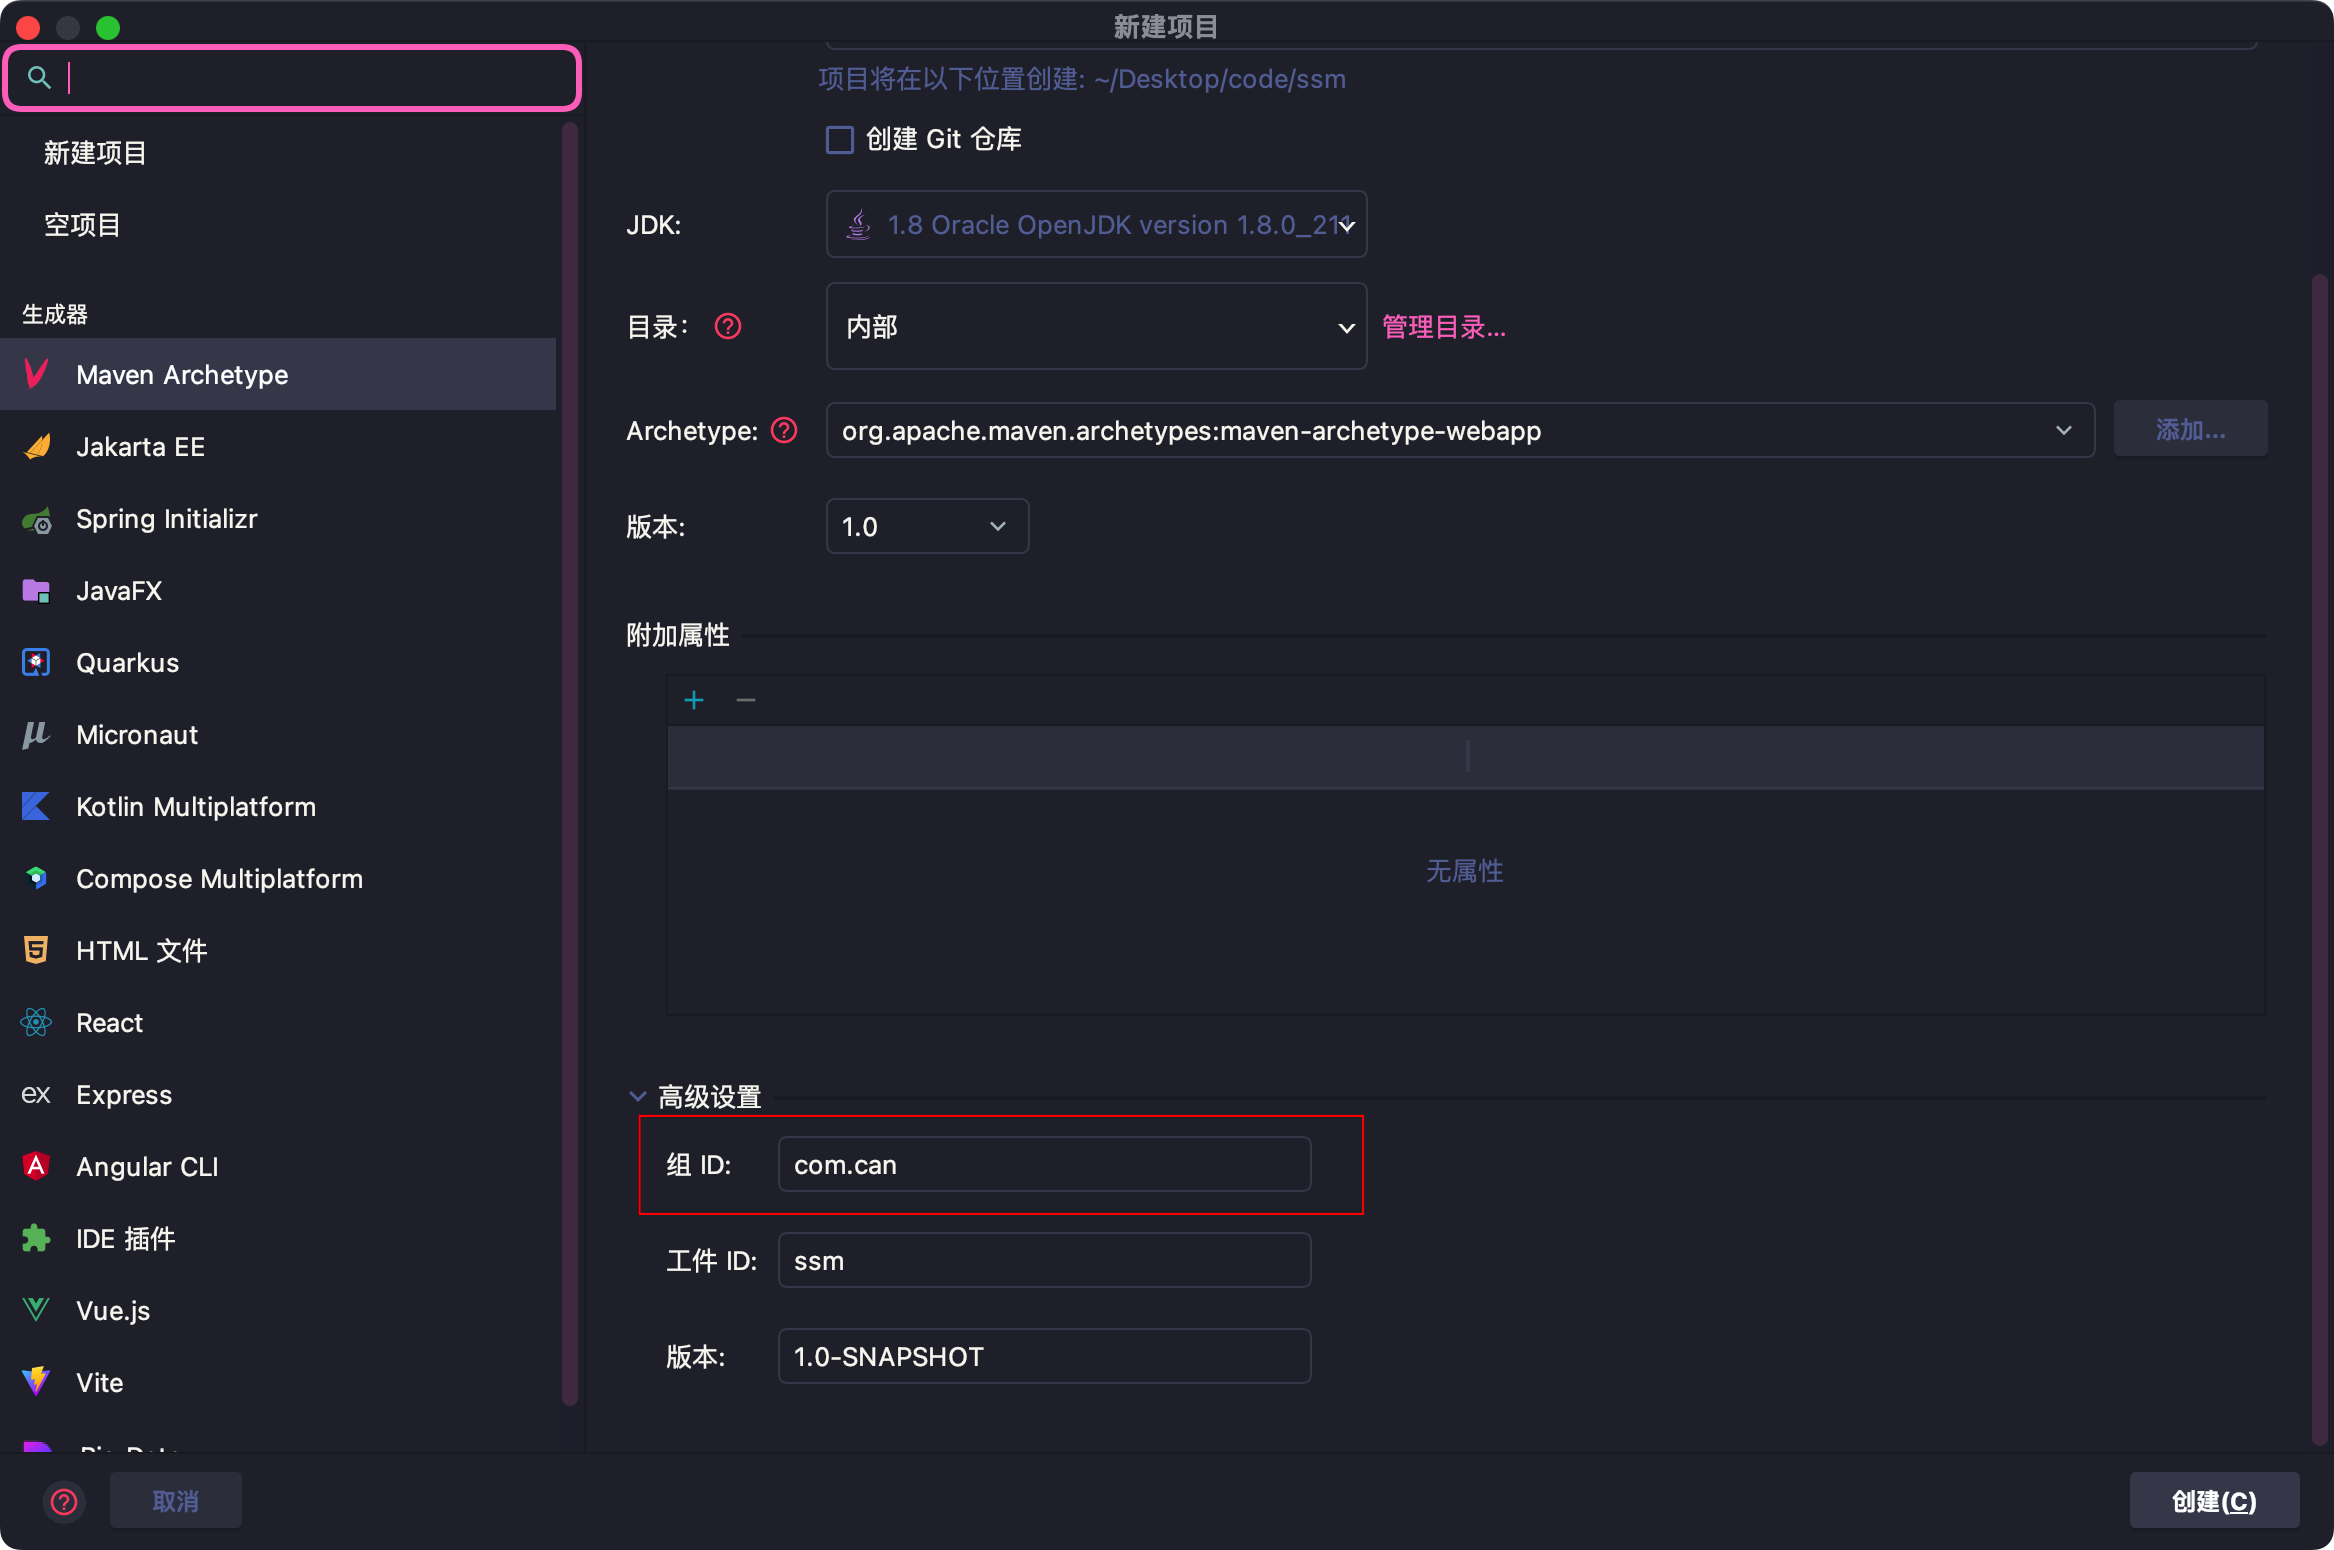 新建项目
新建项目
空项目
生成器
Maven Archetype
Jakarta EE
Spring Initializr
JavaFX
Quarkus
Micronaut
Kotlin Multiplatform
Compose Multiplatform
HTML 文件
React
ex Express
Angular CLI
IDE 插件
Vue.js
Vite
项目将在以下位置创建: ~/Desktop/code/ssm
创建 Git 仓库
JDK: 1.8 Oracle OpenJDK version 1.8.0_211
目录: ? 内部 管理目录...
Archetype: ? org.apache.maven.archetypes:maven-archetype-webapp 添加...
版本: 1.0
附加属性
无属性
高级设置
组 ID: com.can
工件 ID: ssm
版本: 1.0-SNAPSHOT
? 取消 创建(C)